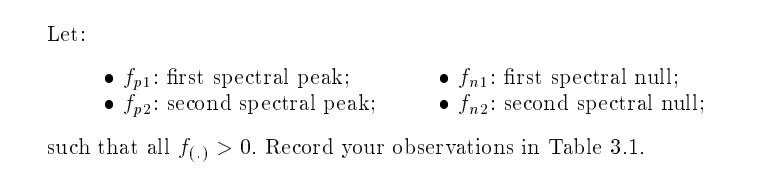 Let:
• f_{p1}: first spectral peak; • f_{n1}: first spectral null;
• f_{p2}: second spectral peak; • f_{n2}: second spectral null;
such that all f_{(.)} > 0. Record your observations in Table 3.1.